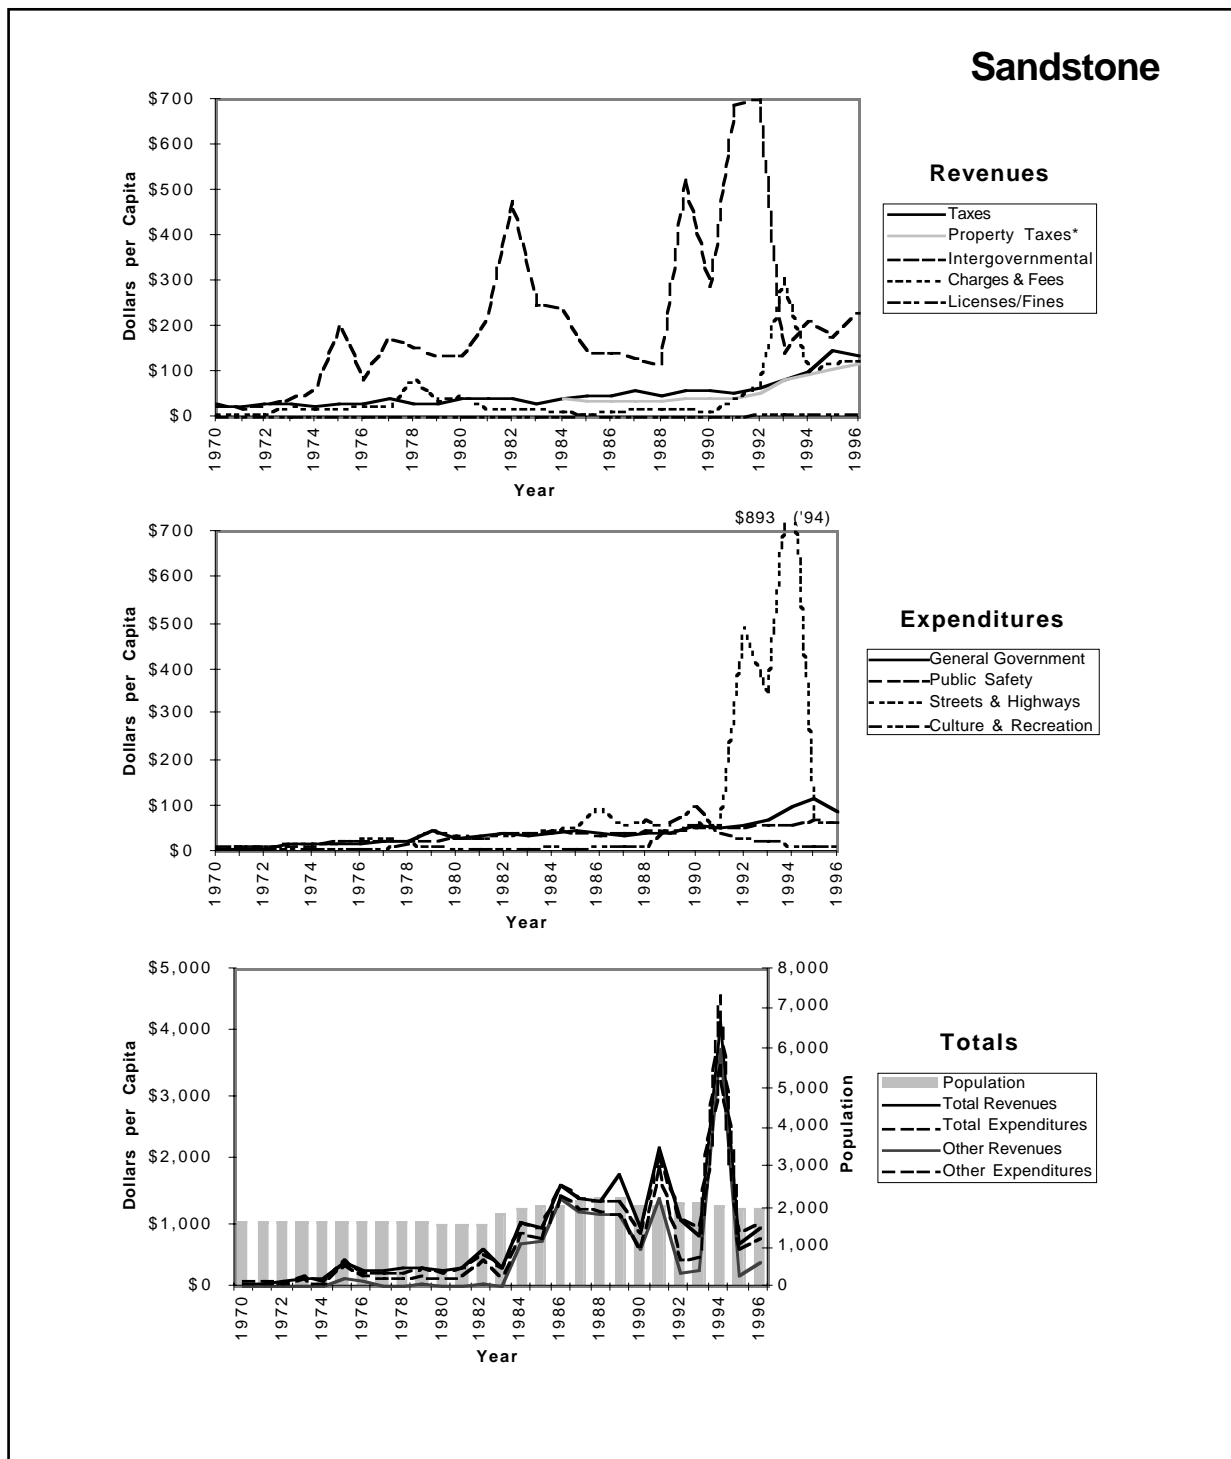 Sandstone
$700
$600
$500
$400
$300
$200
$100
$0
Dollars per Capita
1970
1972
1974
1976
1978
1980
1982
1984
1986
1988
1990
1992
1994
1996
Year
Revenues
Taxes
Property Taxes*
Intergovernmental
Charges & Fees
Licenses/Fines
$893 ('94)
$700
$600
$500
$400
$300
$200
$100
$0
Dollars per Capita
1970
1972
1974
1976
1978
1980
1982
1984
1986
1988
1990
1992
1994
1996
Year
Expenditures
General Government
Public Safety
Streets & Highways
Culture & Recreation
$5,000
$4,000
$3,000
$2,000
$1,000
$0
Dollars per Capita
8,000
7,000
6,000
5,000
4,000
3,000
2,000
1,000
0
Population
1970
1972
1974
1976
1978
1980
1982
1984
1986
1988
1990
1992
1994
1996
Year
Totals
Population
Total Revenues
Total Expenditures
Other Revenues
Other Expenditures